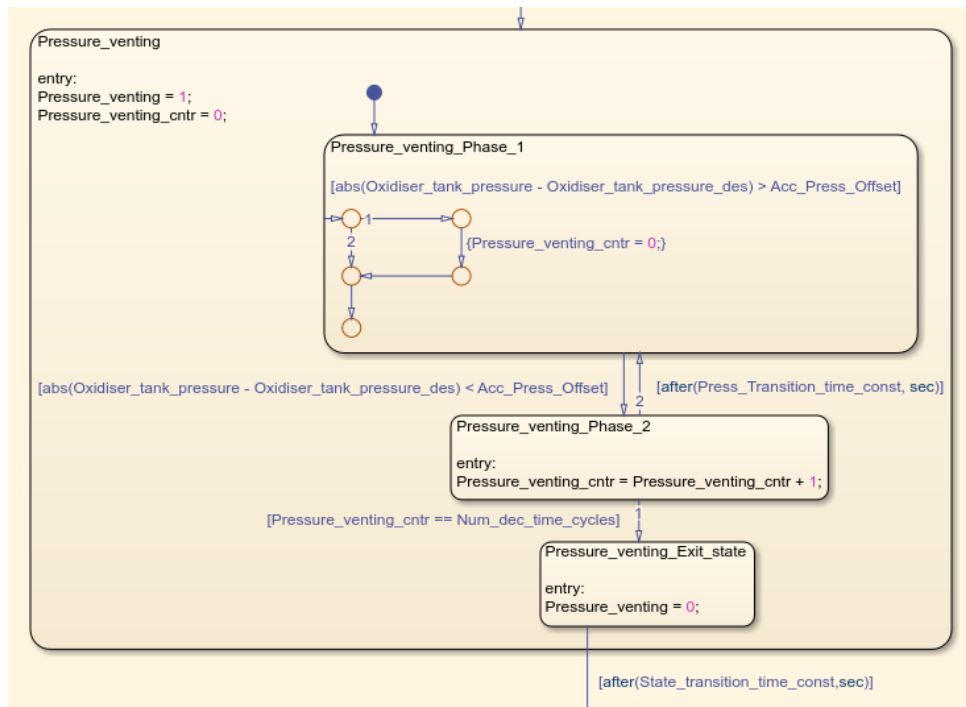 Pressure_venting
entry:
Pressure_venting = 1;
Pressure_venting_cntr = 0;
Pressure_venting_Phase_1
[abs(Oxidiser_tank_pressure - Oxidiser_tank_pressure_des) > Acc_Press_Offset]
1
2
{Pressure_venting_cntr = 0;}
[abs(Oxidiser_tank_pressure - Oxidiser_tank_pressure_des) < Acc_Press_Offset]
[after(Press_Transition_time_const, sec)]
2
Pressure_venting_Phase_2
entry:
Pressure_venting_cntr = Pressure_venting_cntr + 1;
[Pressure_venting_cntr == Num_dec_time_cycles]
1
Pressure_venting_Exit_state
entry:
Pressure_venting = 0;
[after(State_transition_time_const,sec)]